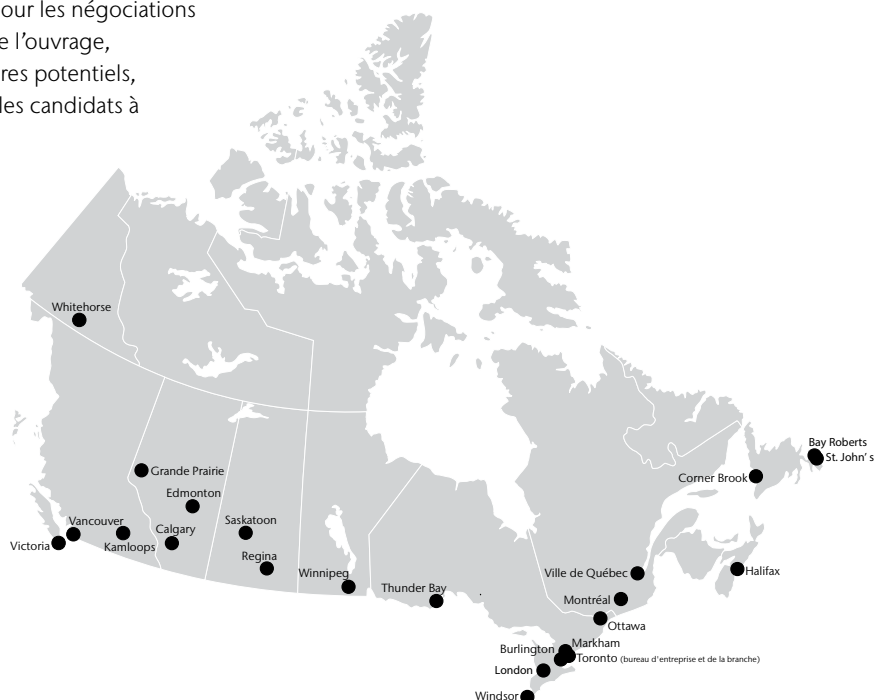 our les négociations
e l’ouvrage,
res potentiels,
les candidats à
Whitehorse
Bay Roberts
St. John’ s
Grande Prairie
Corner Brook
Edmonton
Vancouver
Saskatoon
Calgary
Victoria
Kamloops
Regina
Winnipeg
Ville de Québec
Halifax
Thunder Bay
Montréal
Ottawa
Markham
Burlington
Toronto (bureau d’entreprise et de la branche)
London
Windsor